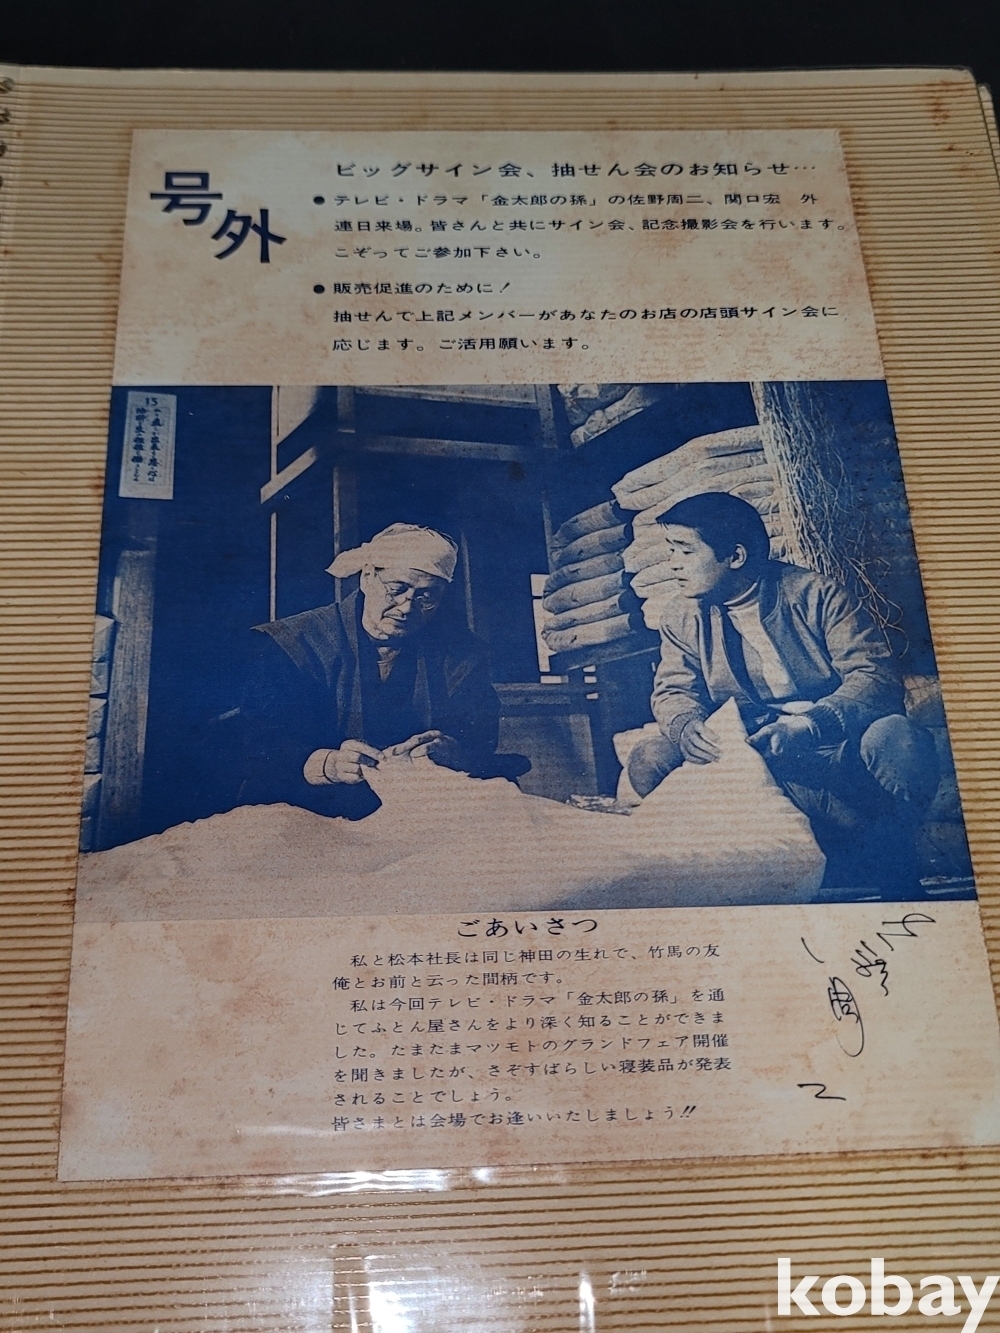 号外
ビッグサイン会、抽せん会のお知らせ…
●テレビ・ドラマ「金太郎の孫」の佐野周二、関口宏 外
連日来場。皆さんと共にサイン会、記念撮影会を行います。
こぞってご参加下さい。
●販売促進のために！
抽せんで上記メンバーがあなたのお店の店頭サイン会に
応じます。ご活用願います。
15
ごあいさつ
私と松本社長は同じ神田の生れで、竹馬の友
俺とお前と云った間柄です。
私は今回テレビ・ドラマ「金太郎の孫」を通
じてふとん屋さんをより深く知ることができま
した。たまたまマツモトのグランドフェア開催
を聞きましたが、さぞすばらしい寝装品が発表
されることでしょう。
皆さまとは会場でお逢いいたしましょう!!
kobay